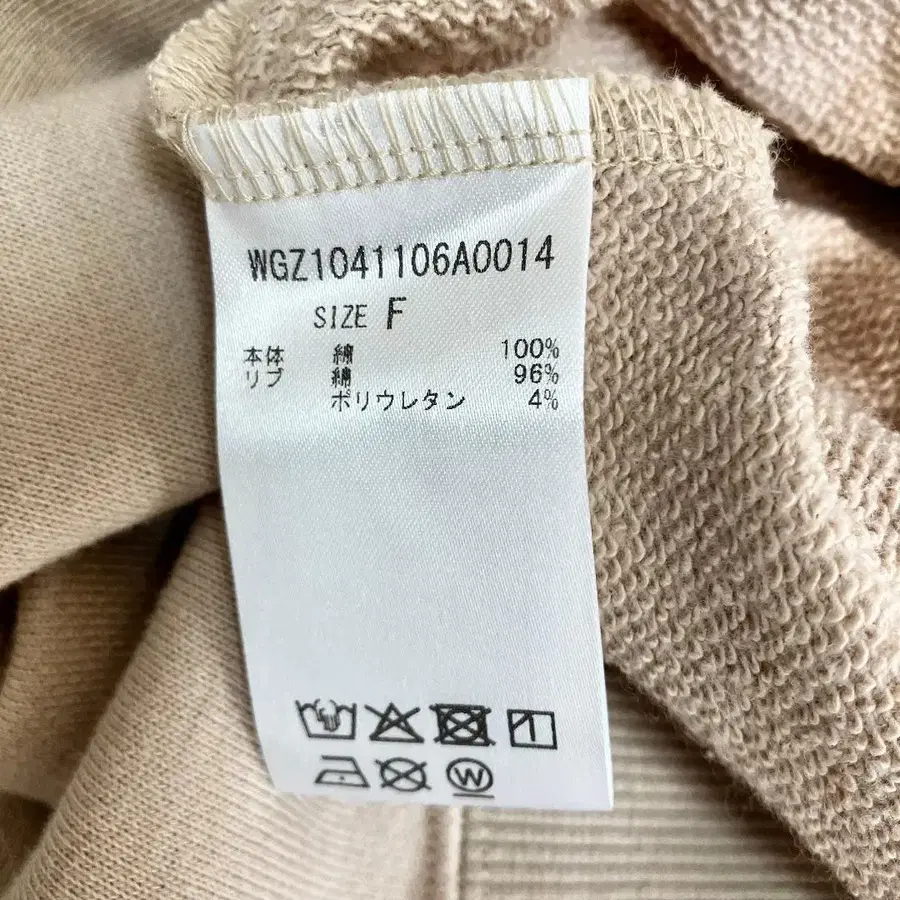 WGZ1041106A0014
SIZE F
本体 綿 100%
リブ 綿 96%
ポリウレタン 4%
W